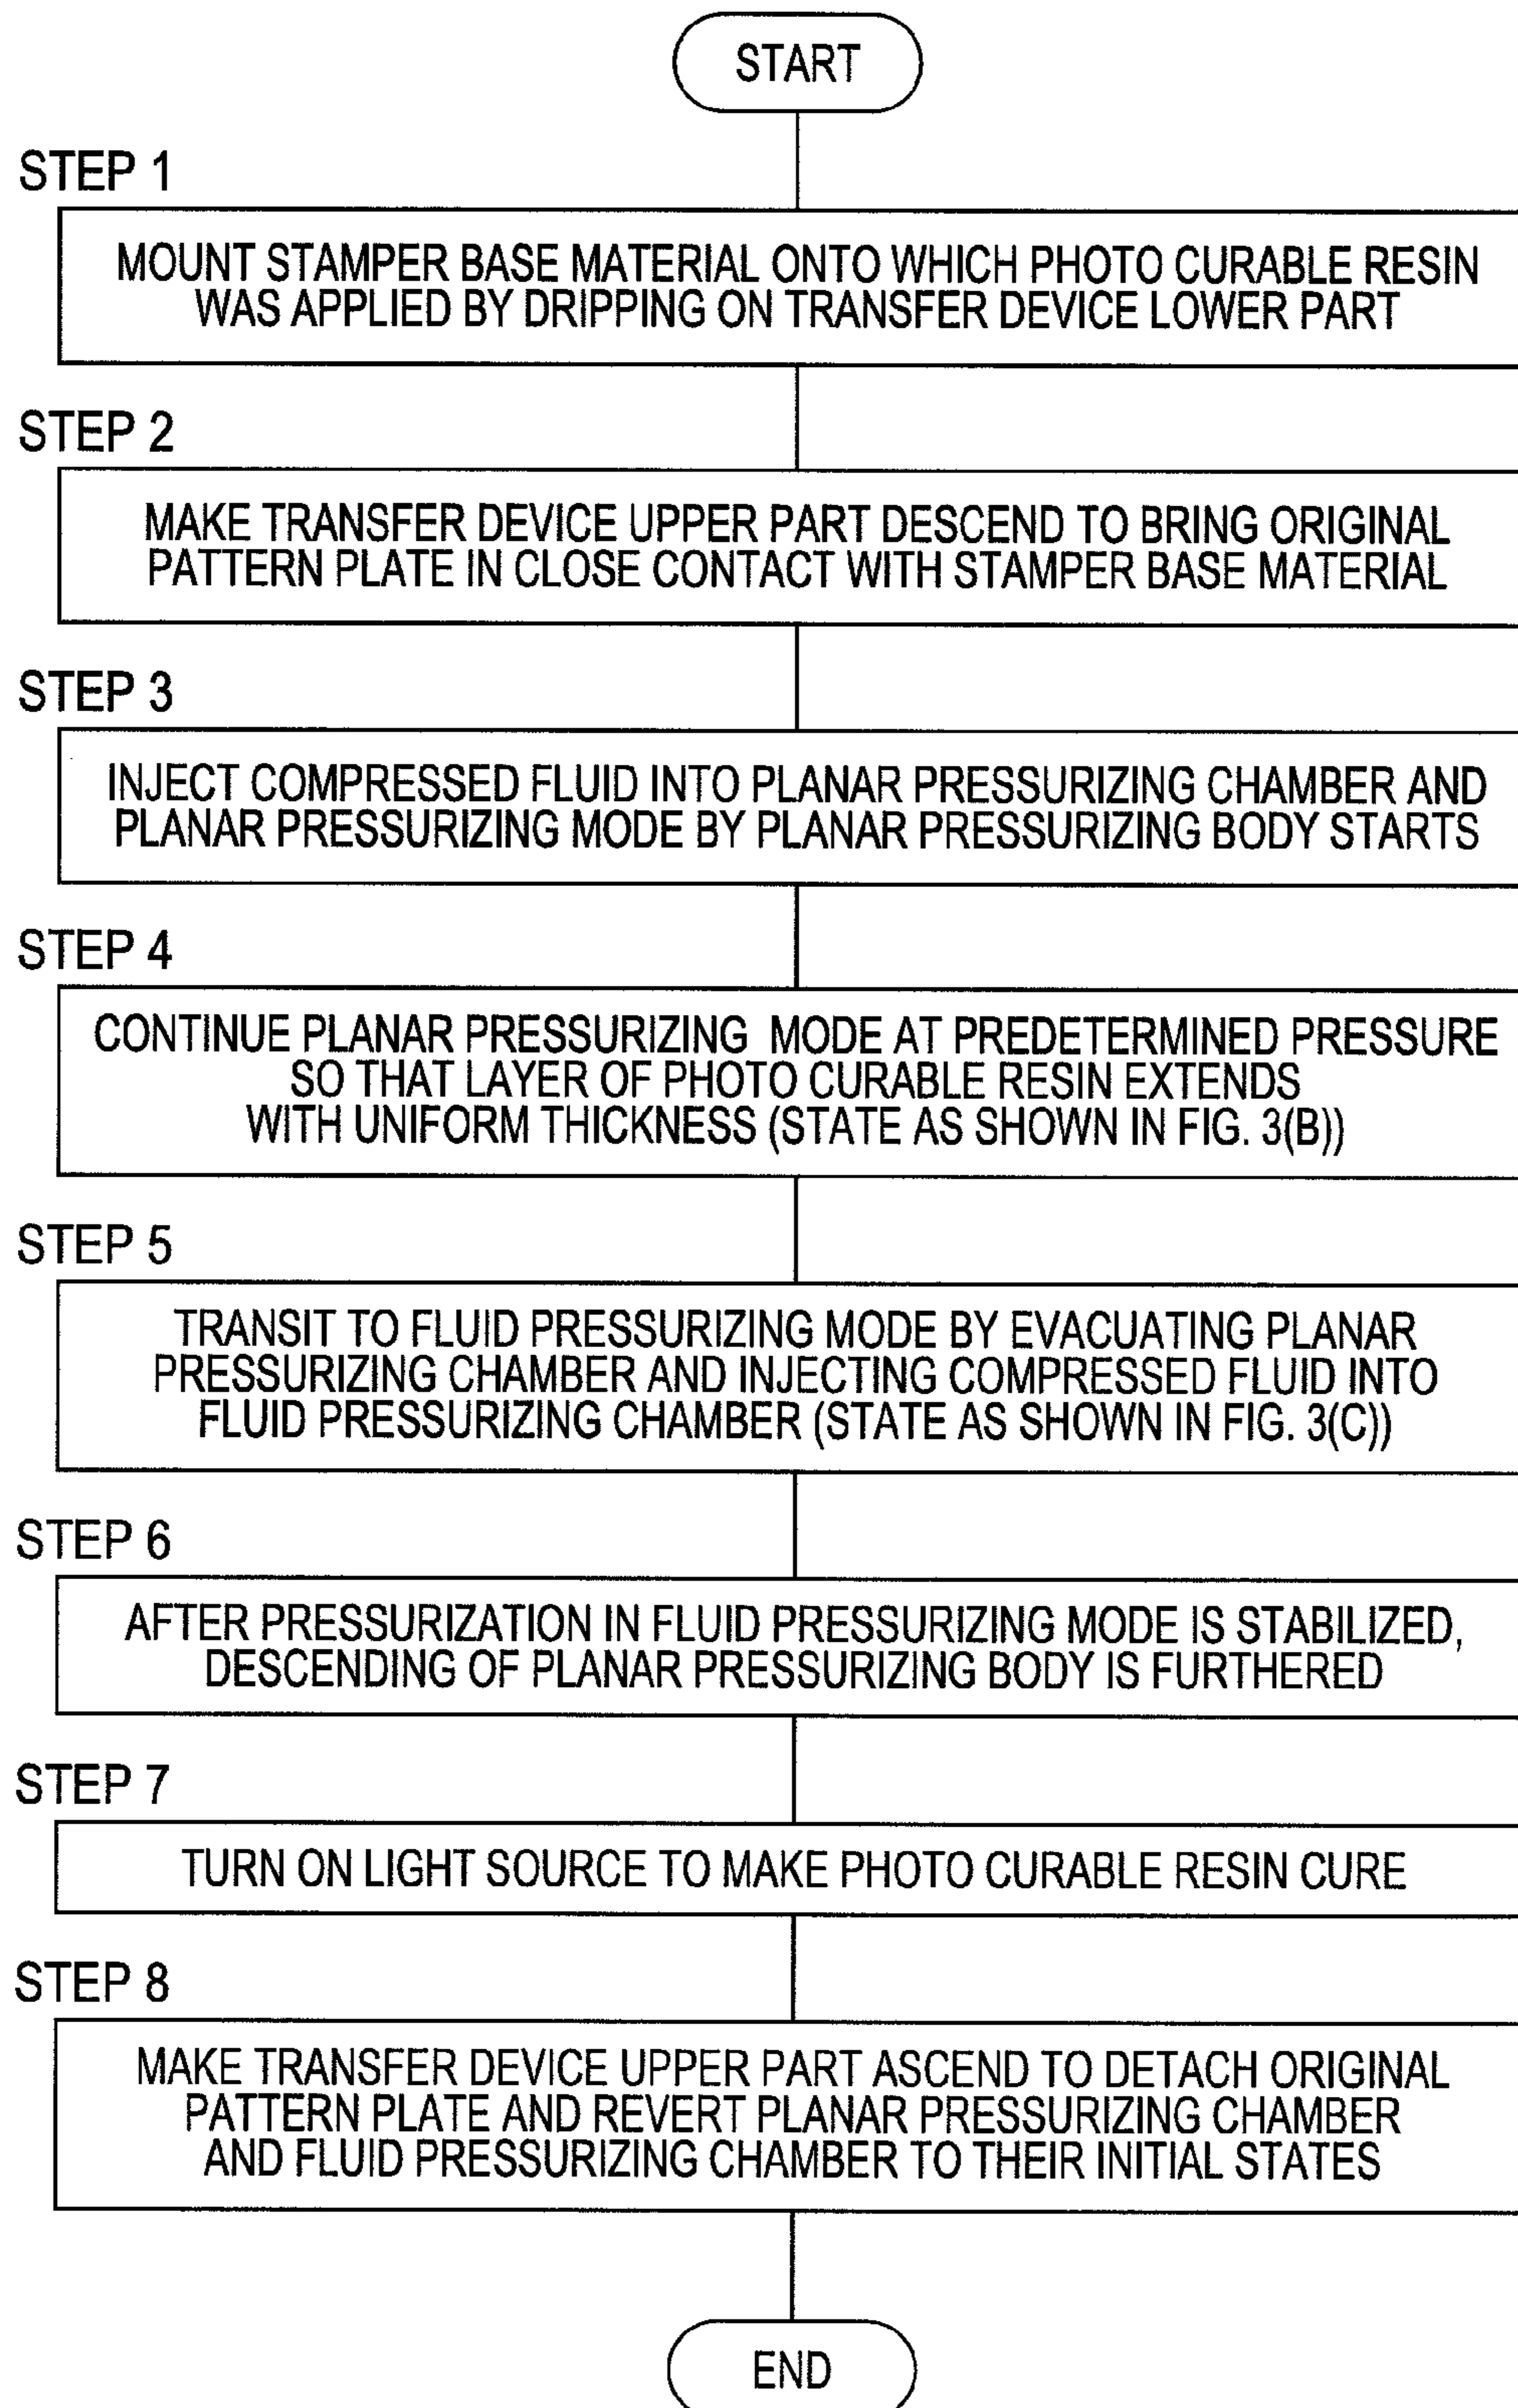 START
STEP 1
MOUNT STAMPER BASE MATERIAL ONTO WHICH PHOTO CURABLE RESIN
WAS APPLIED BY DRIPPING ON TRANSFER DEVICE LOWER PART
STEP 2
MAKE TRANSFER DEVICE UPPER PART DESCEND TO BRING ORIGINAL
PATTERN PLATE IN CLOSE CONTACT WITH STAMPER BASE MATERIAL
STEP 3
INJECT COMPRESSED FLUID INTO PLANAR PRESSURIZING CHAMBER AND
PLANAR PRESSURIZING MODE BY PLANAR PRESSURIZING BODY STARTS
STEP 4
CONTINUE PLANAR PRESSURIZING MODE AT PREDETERMINED PRESSURE
SO THAT LAYER OF PHOTO CURABLE RESIN EXTENDS
WITH UNIFORM THICKNESS (STATE AS SHOWN IN FIG. 3(B))
STEP 5
TRANSIT TO FLUID PRESSURIZING MODE BY EVACUATING PLANAR
PRESSURIZING CHAMBER AND INJECTING COMPRESSED FLUID INTO
FLUID PRESSURIZING CHAMBER (STATE AS SHOWN IN FIG. 3(C))
STEP 6
AFTER PRESSURIZATION IN FLUID PRESSURIZING MODE IS STABILIZED,
DESCENDING OF PLANAR PRESSURIZING BODY IS FURTHERED
STEP 7
TURN ON LIGHT SOURCE TO MAKE PHOTO CURABLE RESIN CURE
STEP 8
MAKE TRANSFER DEVICE UPPER PART ASCEND TO DETACH ORIGINAL
PATTERN PLATE AND REVERT PLANAR PRESSURIZING CHAMBER
AND FLUID PRESSURIZING CHAMBER TO THEIR INITIAL STATES
END